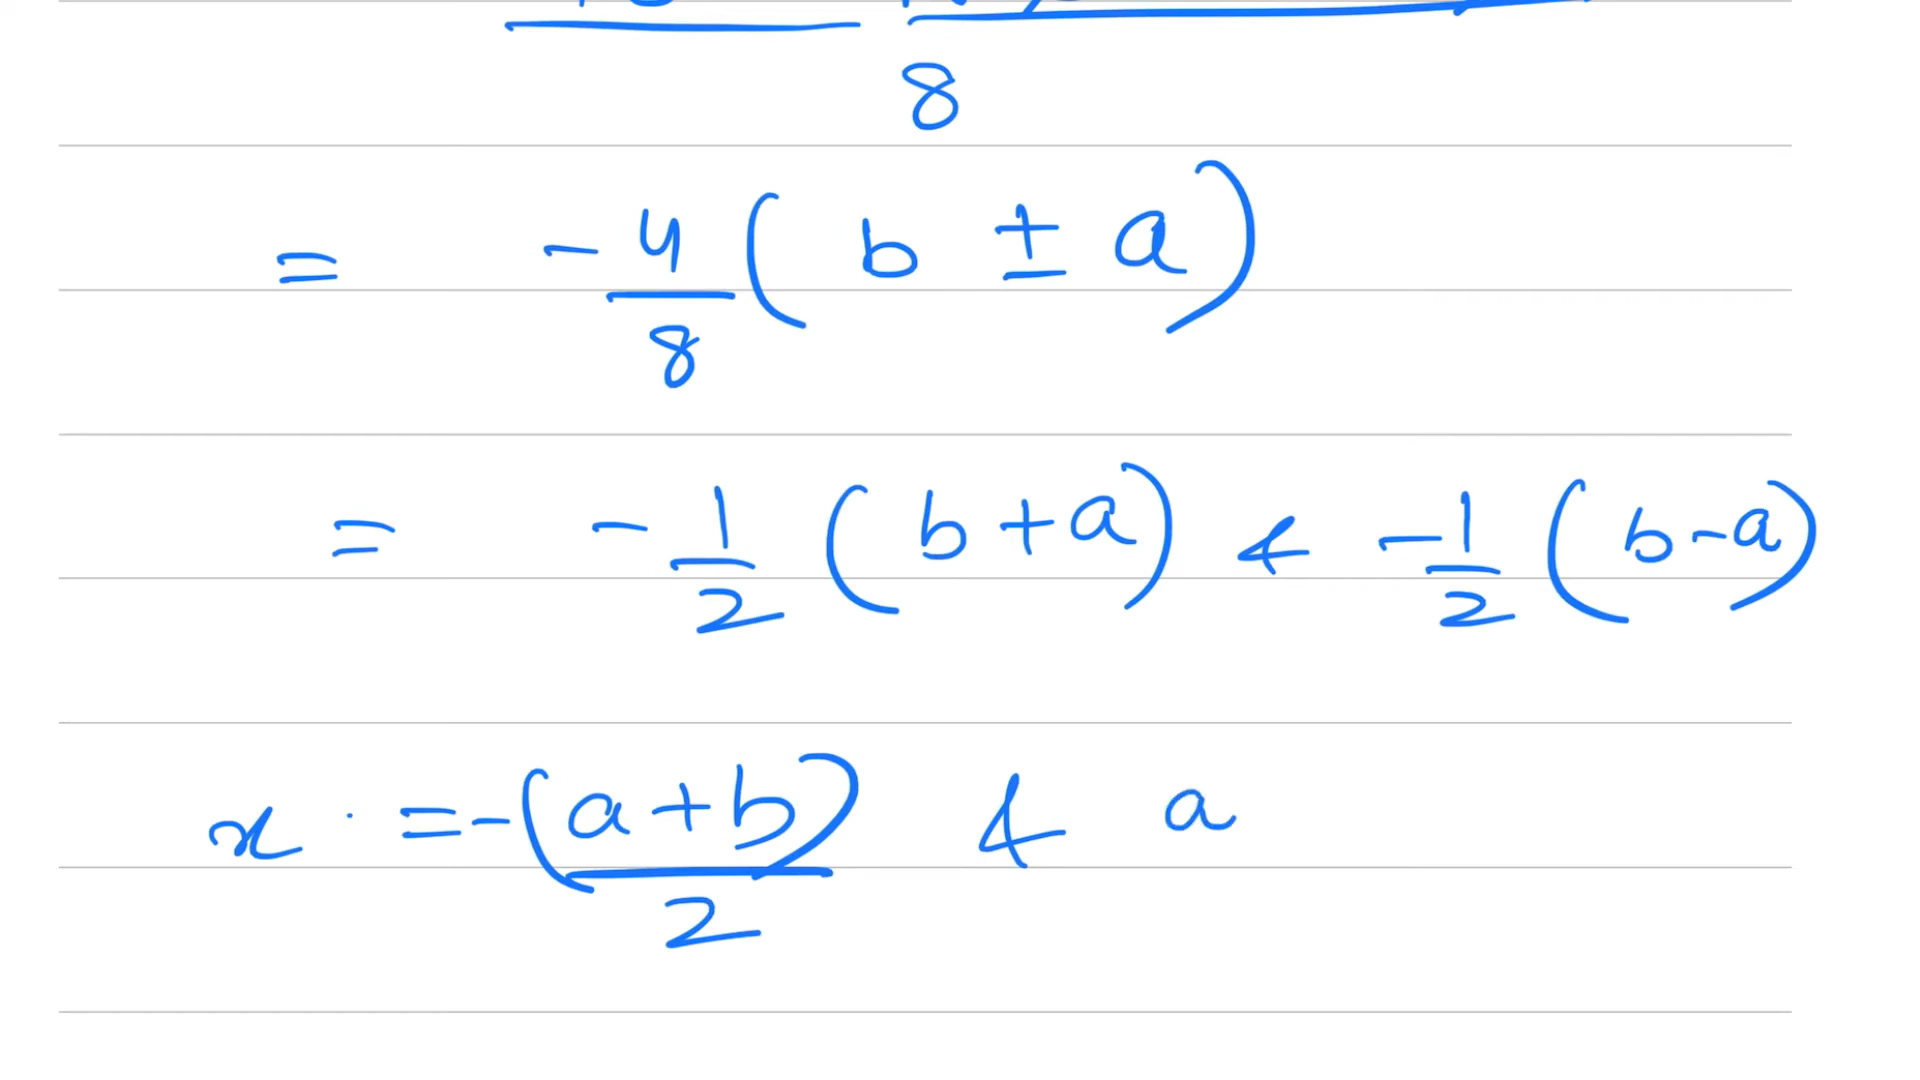 8
= -4/8 ( b ± a )
= -1/2 ( b + a ) & -1/2 ( b - a )
x = -(a + b)/2 & a